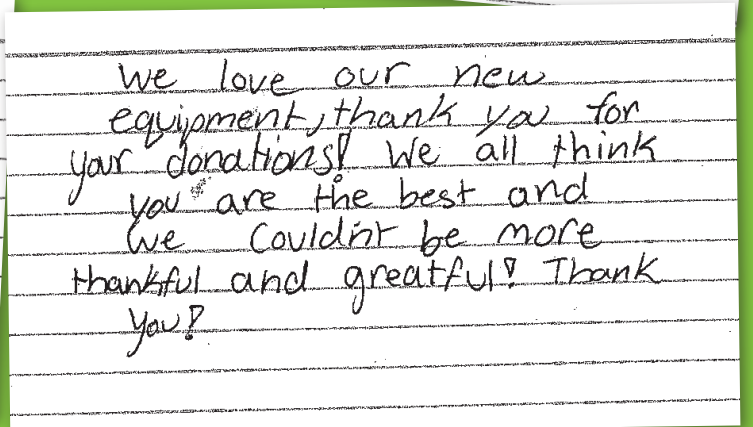 We love our new
equipment, thank you for
your donations! We all think
you are the best and
we couldn't be more
thankful and greatful! Thank
you!